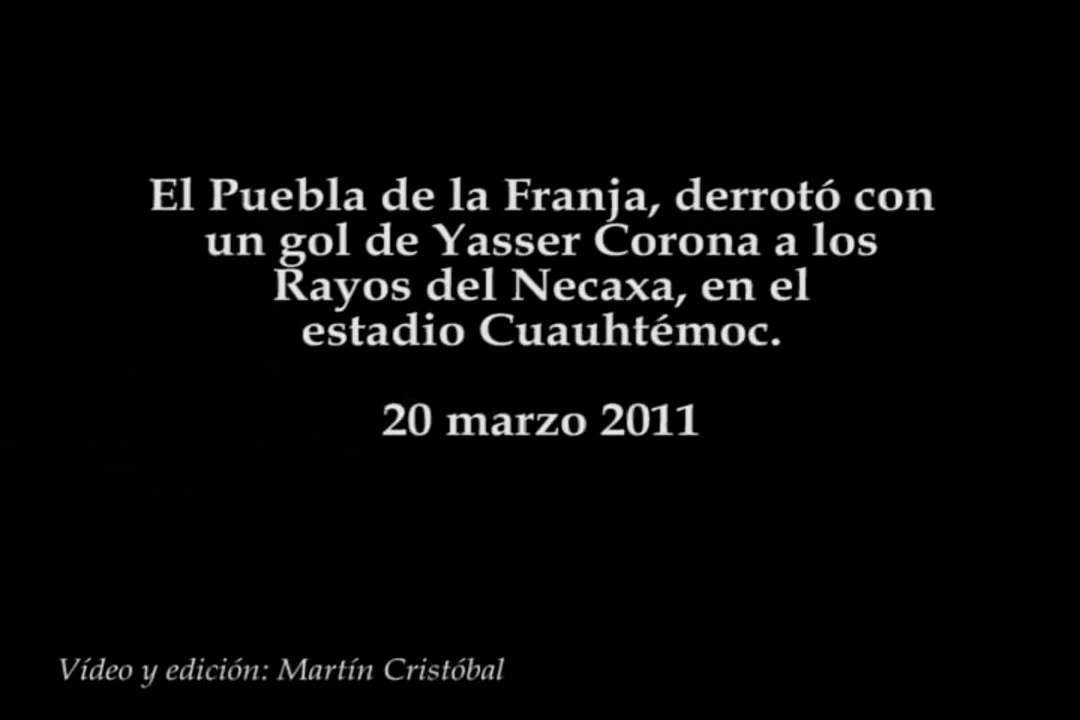 El Puebla de la Franja, derrotó con
un gol de Yasser Corona a los
Rayos del Necaxa, en el
estadio Cuauhtémoc.
20 marzo 2011
Vídeo y edición: Martín Cristóbal